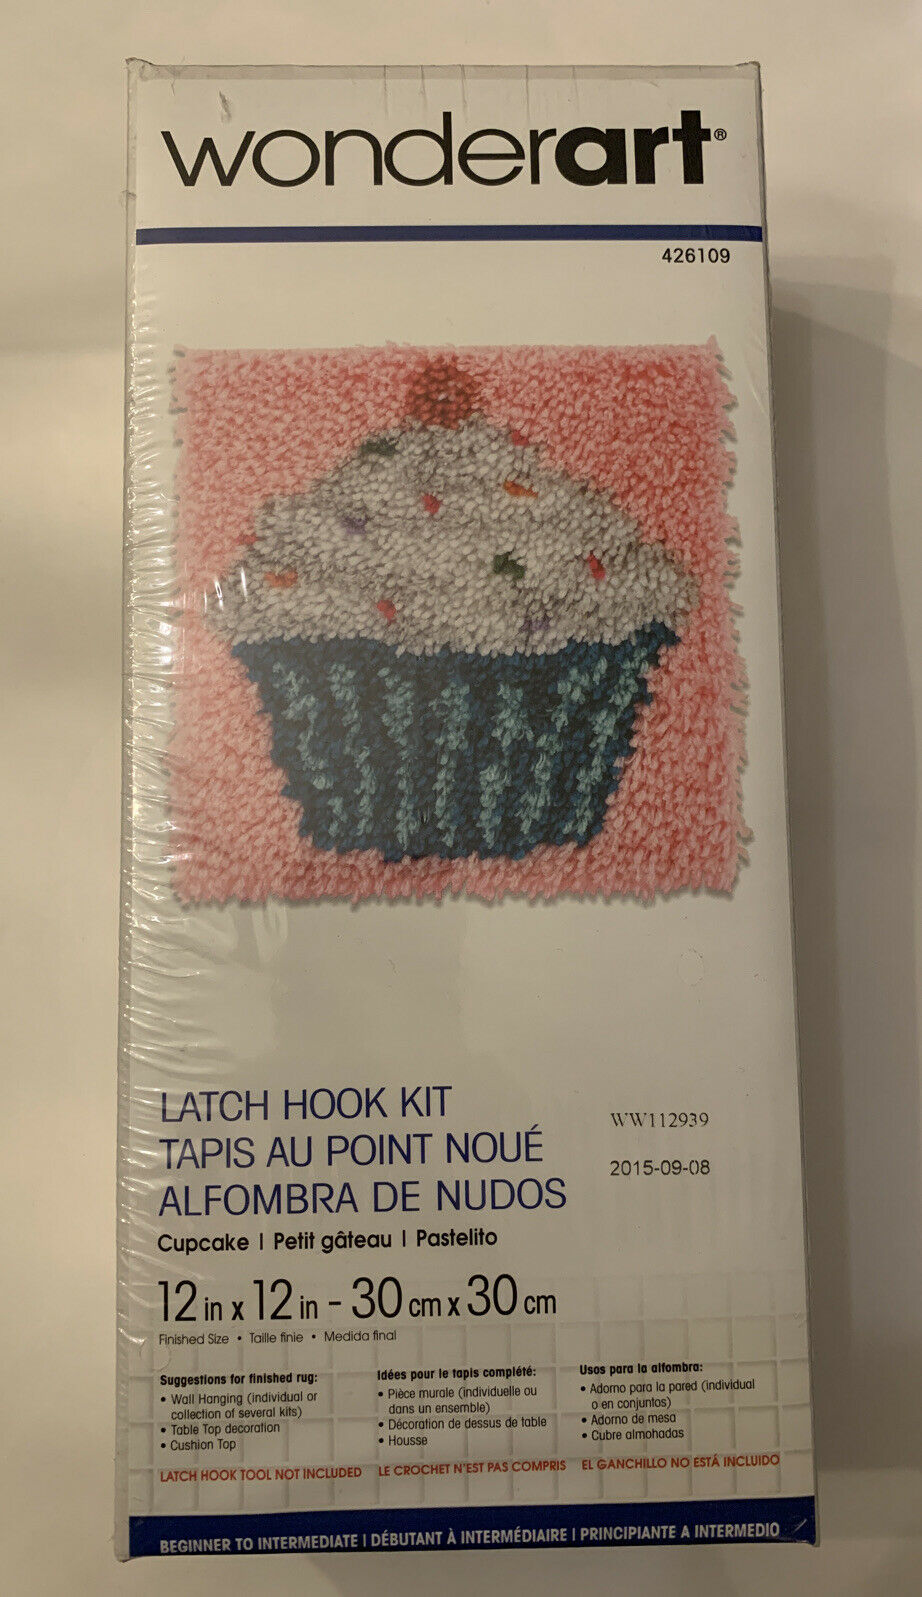 wonderart®
426109
LATCH HOOK KIT
TAPIS AU POINT NOUÉ
ALFOMBRA DE NUDOS
WW112939
2015-09-08
Cupcake | Petit gâteau | Pastelito
12 in x 12 in - 30 cm x 30 cm
Finished Size • Taille finie • Medida final
Suggestions for finished rug:
• Wall Hanging (individual or
collection of several kits)
• Table Top decoration
• Cushion Top
Idées pour le tapis complété:
• Pièce murale (individuelle ou
dans un ensemble)
• Décoration de dessus de table
• Housse
Usos para la alfombra:
• Adorno para la pared (individual
o en conjuntos)
• Adorno de mesa
• Cubre almohadas
LATCH HOOK TOOL NOT INCLUDED LE CROCHET N'EST PAS COMPRIS EL GANCHILLO NO ESTÁ INCLUIDO
BEGINNER TO INTERMEDIATE | DÉBUTANT À INTERMÉDIAIRE | PRINCIPIANTE A INTERMEDIO